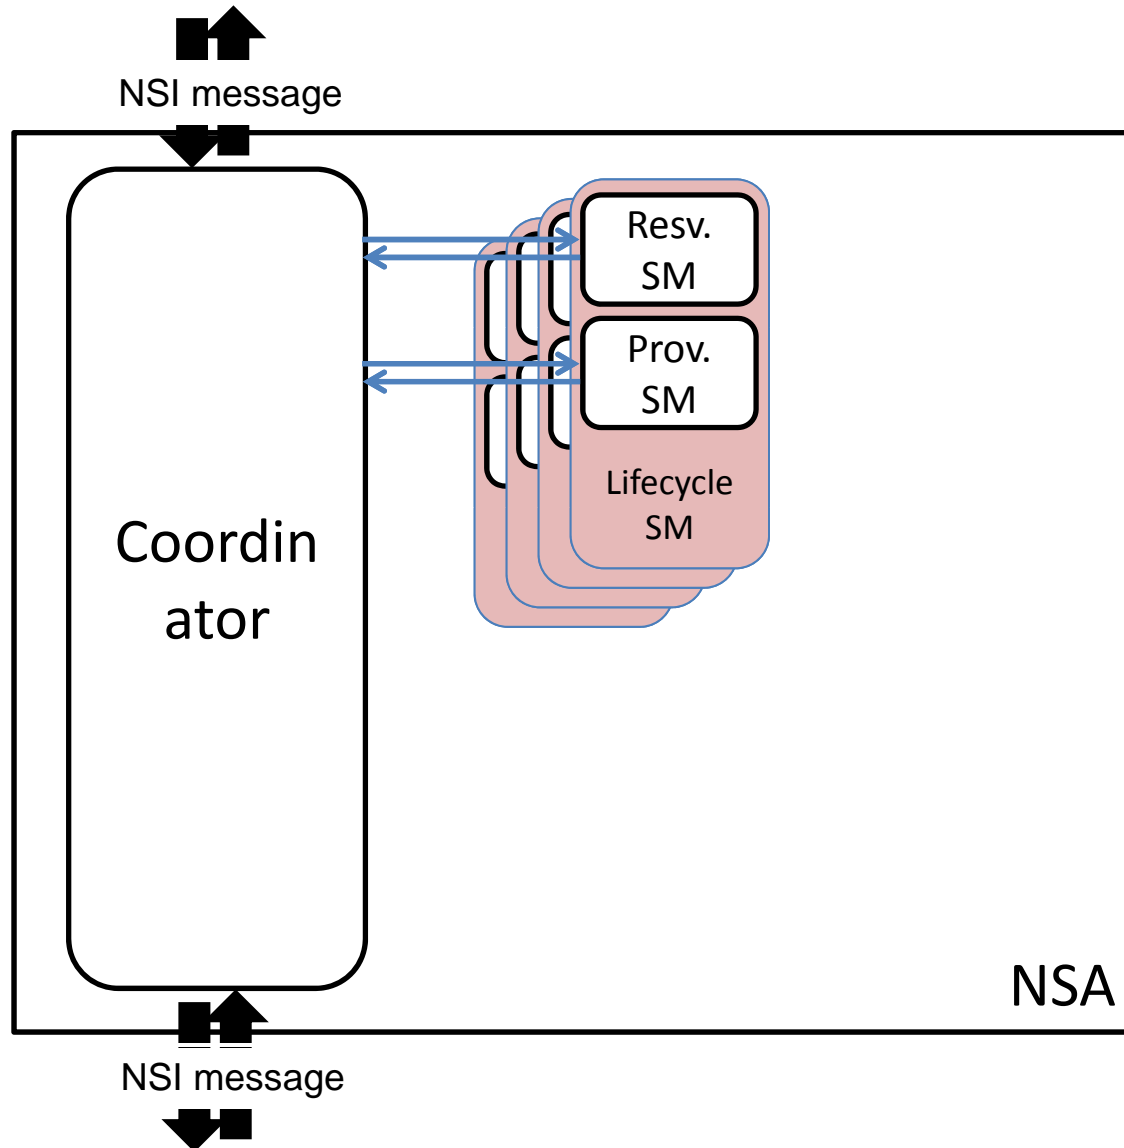 NSI message
Resv.
SM
Prov.
SM
Lifecycle
SM
Coordin
ator
NSA
NSI message